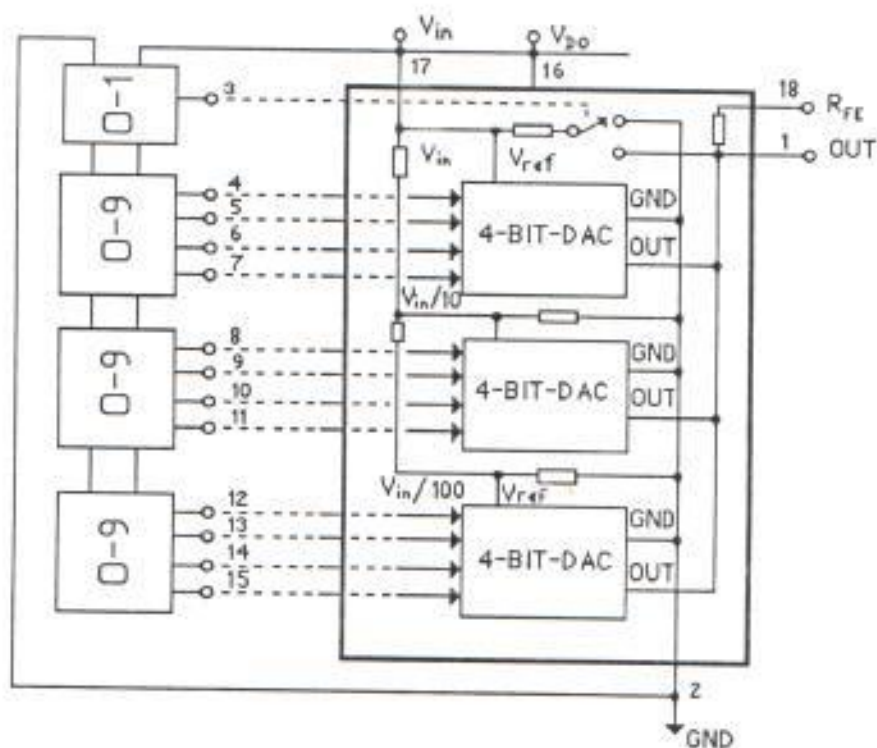 Vin
VDO
17
16
0-1
3
18
RFE
1
OUT
Vin
Vref
0-9
4
5
6
7
4-BIT-DAC
GND
OUT
Vin/10
0-9
8
9
10
11
4-BIT-DAC
GND
OUT
Vin/100
Vref
0-9
12
13
14
15
4-BIT-DAC
GND
OUT
2
GND